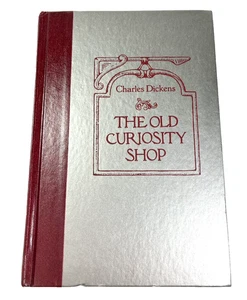 Charles Dickens
THE OLD
CURIOSITY
SHOP